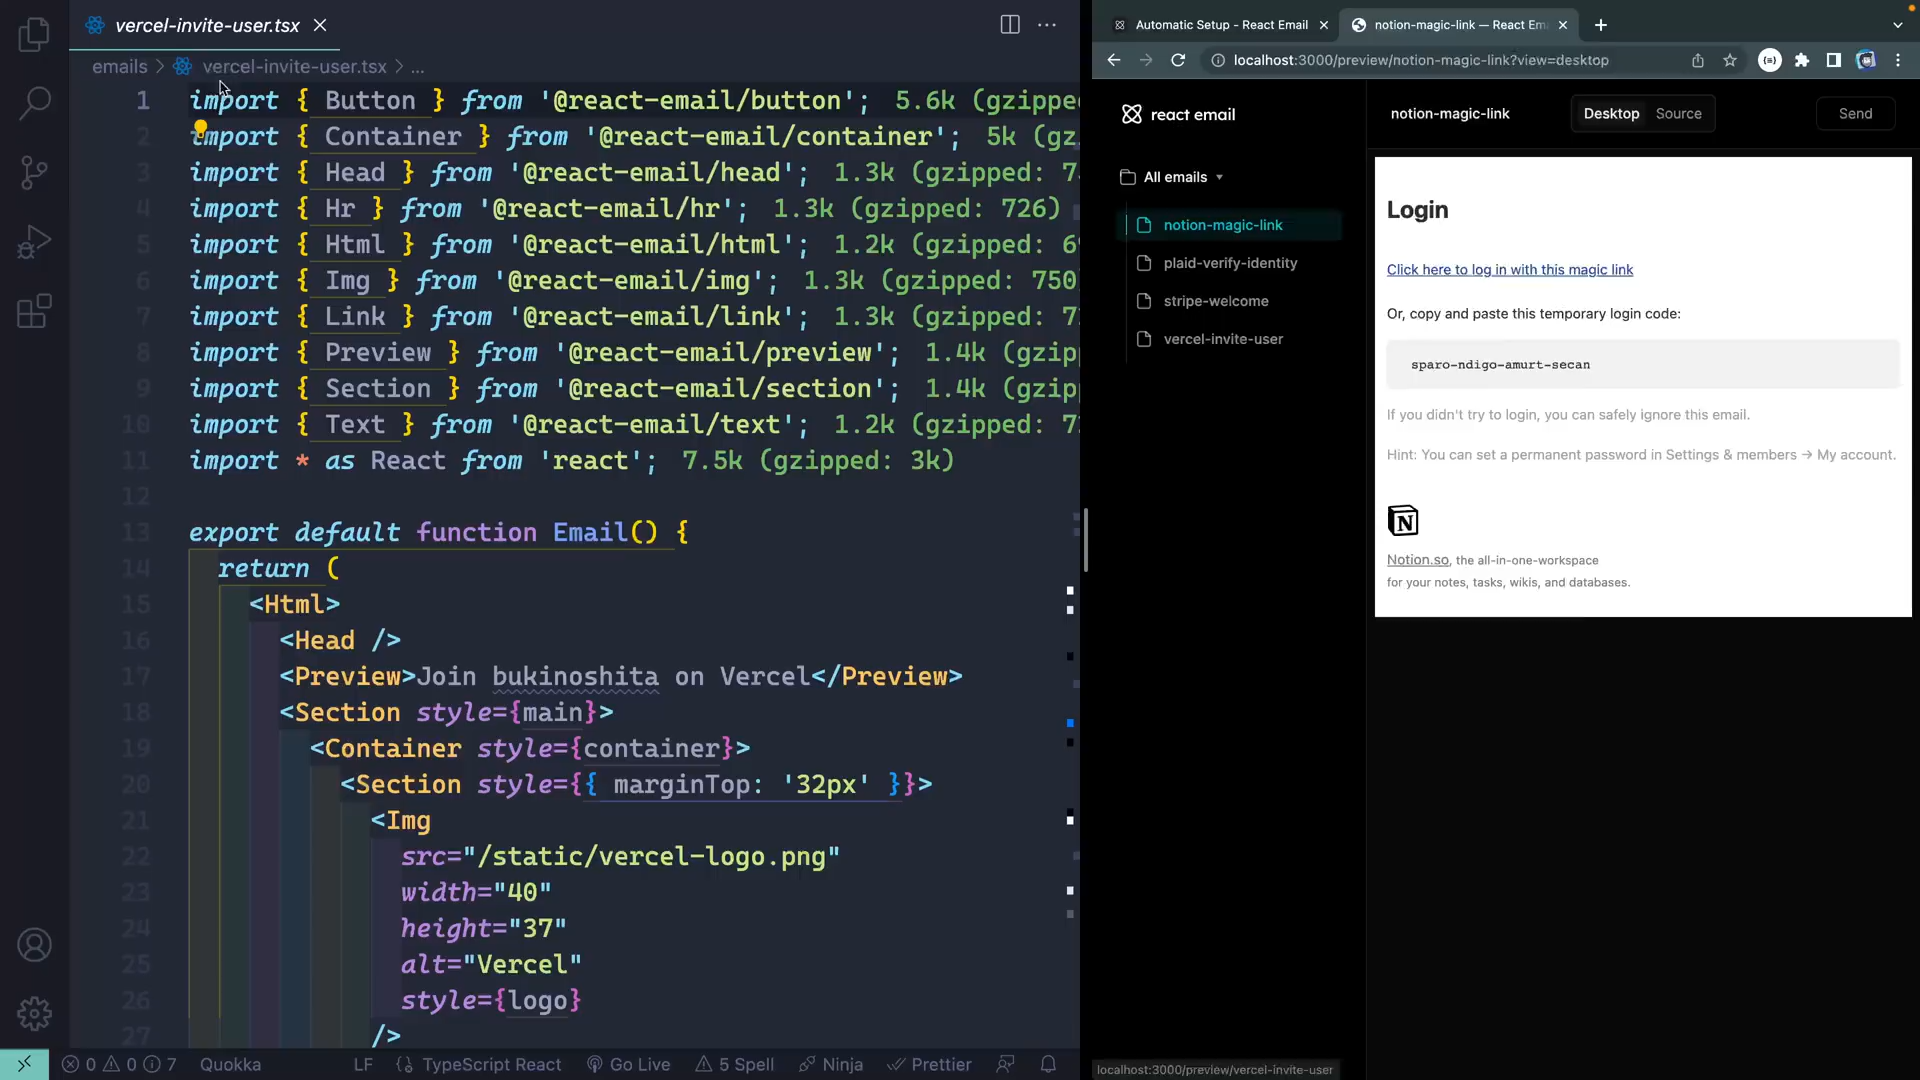 vercel-invite-user.tsx
emails > vercel-invite-user.tsx > ...
1 import { Button } from '@react-email/button'; 5.6k (gzipped
2 import { Container } from '@react-email/container'; 5k (gz
3 import { Head } from '@react-email/head'; 1.3k (gzipped: 7
4 import { Hr } from '@react-email/hr'; 1.3k (gzipped: 726)
5 import { Html } from '@react-email/html'; 1.2k (gzipped: 6
6 import { Img } from '@react-email/img'; 1.3k (gzipped: 750
7 import { Link } from '@react-email/link'; 1.3k (gzipped: 7
8 import { Preview } from '@react-email/preview'; 1.4k (gzip
9 import { Section } from '@react-email/section'; 1.4k (gzip
10 import { Text } from '@react-email/text'; 1.2k (gzipped: 7
11 import * as React from 'react'; 7.5k (gzipped: 3k)
12
13 export default function Email() {
14 return (
15 <Html>
16 <Head />
17 <Preview>Join bukinoshita on Vercel</Preview>
18 <Section style={main}>
19 <Container style={container}>
20 <Section style={{ marginTop: '32px' }}>
21 <Img
22 src="/static/vercel-logo.png"
23 width="40"
24 height="37"
25 alt="Vercel"
26 style={logo}
27 />
0 0 7 Quokka LF TypeScript React Go Live 5 Spell Ninja Prettier
Automatic Setup - React Email
notion-magic-link — React Em
localhost:3000/preview/notion-magic-link?view=desktop
react email
All emails
notion-magic-link
plaid-verify-identity
stripe-welcome
vercel-invite-user
notion-magic-link Desktop Source Send
Login
Click here to log in with this magic link
Or, copy and paste this temporary login code:
sparo-ndigo-amurt-secan
If you didn't try to login, you can safely ignore this email.
Hint: You can set a permanent password in Settings & members → My account.
N
Notion.so, the all-in-one-workspace
for your notes, tasks, wikis, and databases.
localhost:3000/preview/vercel-invite-user